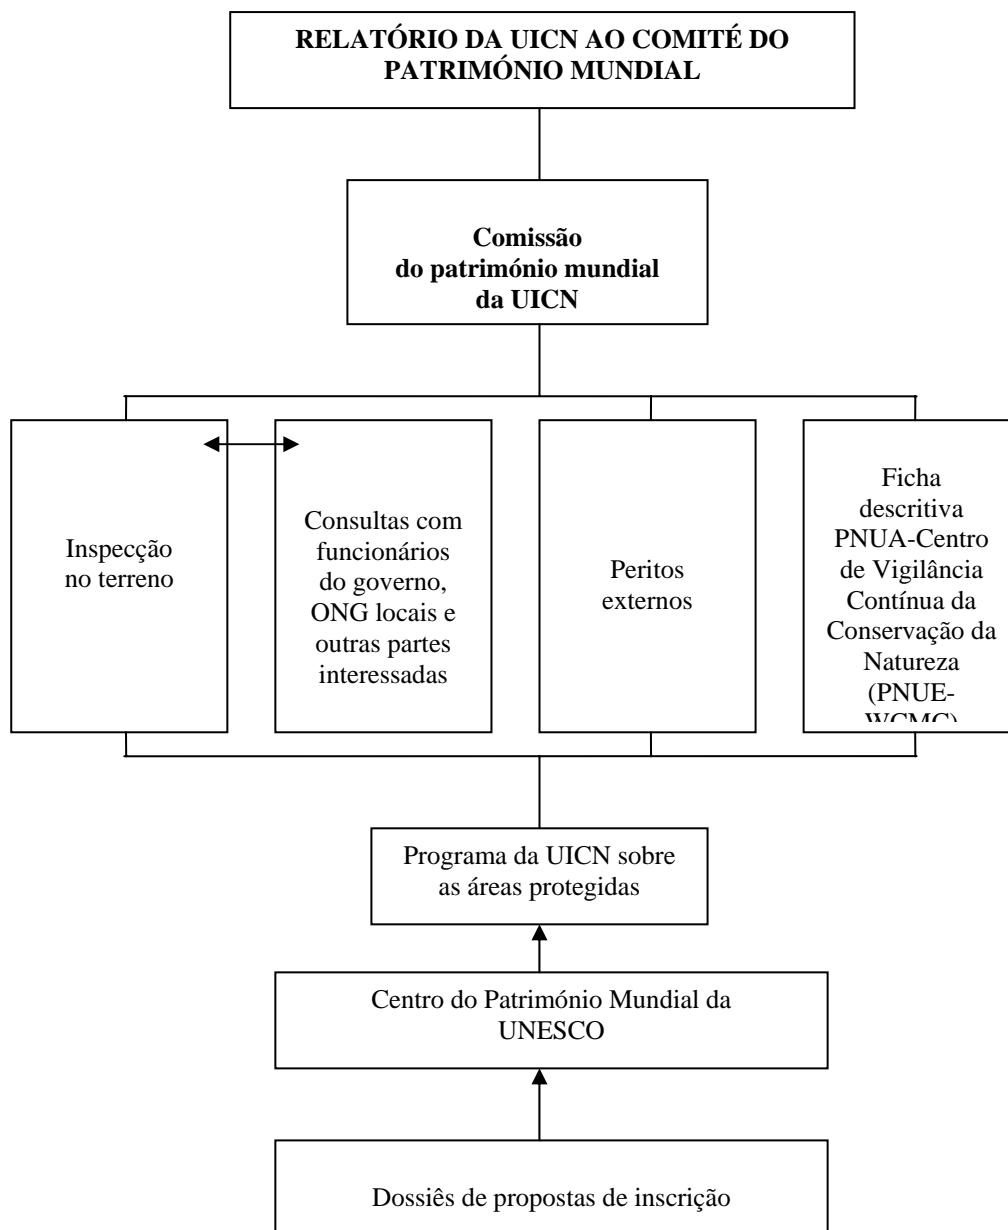 RELATÓRIO DA UICN AO COMITÉ DO
PATRIMÓNIO MUNDIAL
Comissão
do património mundial
da UICN
Inspecção
no terreno
Consultas com
funcionários
do governo,
ONG locais e
outras partes
interessadas
Peritos
externos
Ficha
descritiva
PNUA-Centro
de Vigilância
Contínua da
Conservação da
Natureza
(PNUE-
WCMC)
Programa da UICN sobre
as áreas protegidas
Centro do Património Mundial da
UNESCO
Dossiês de propostas de inscrição